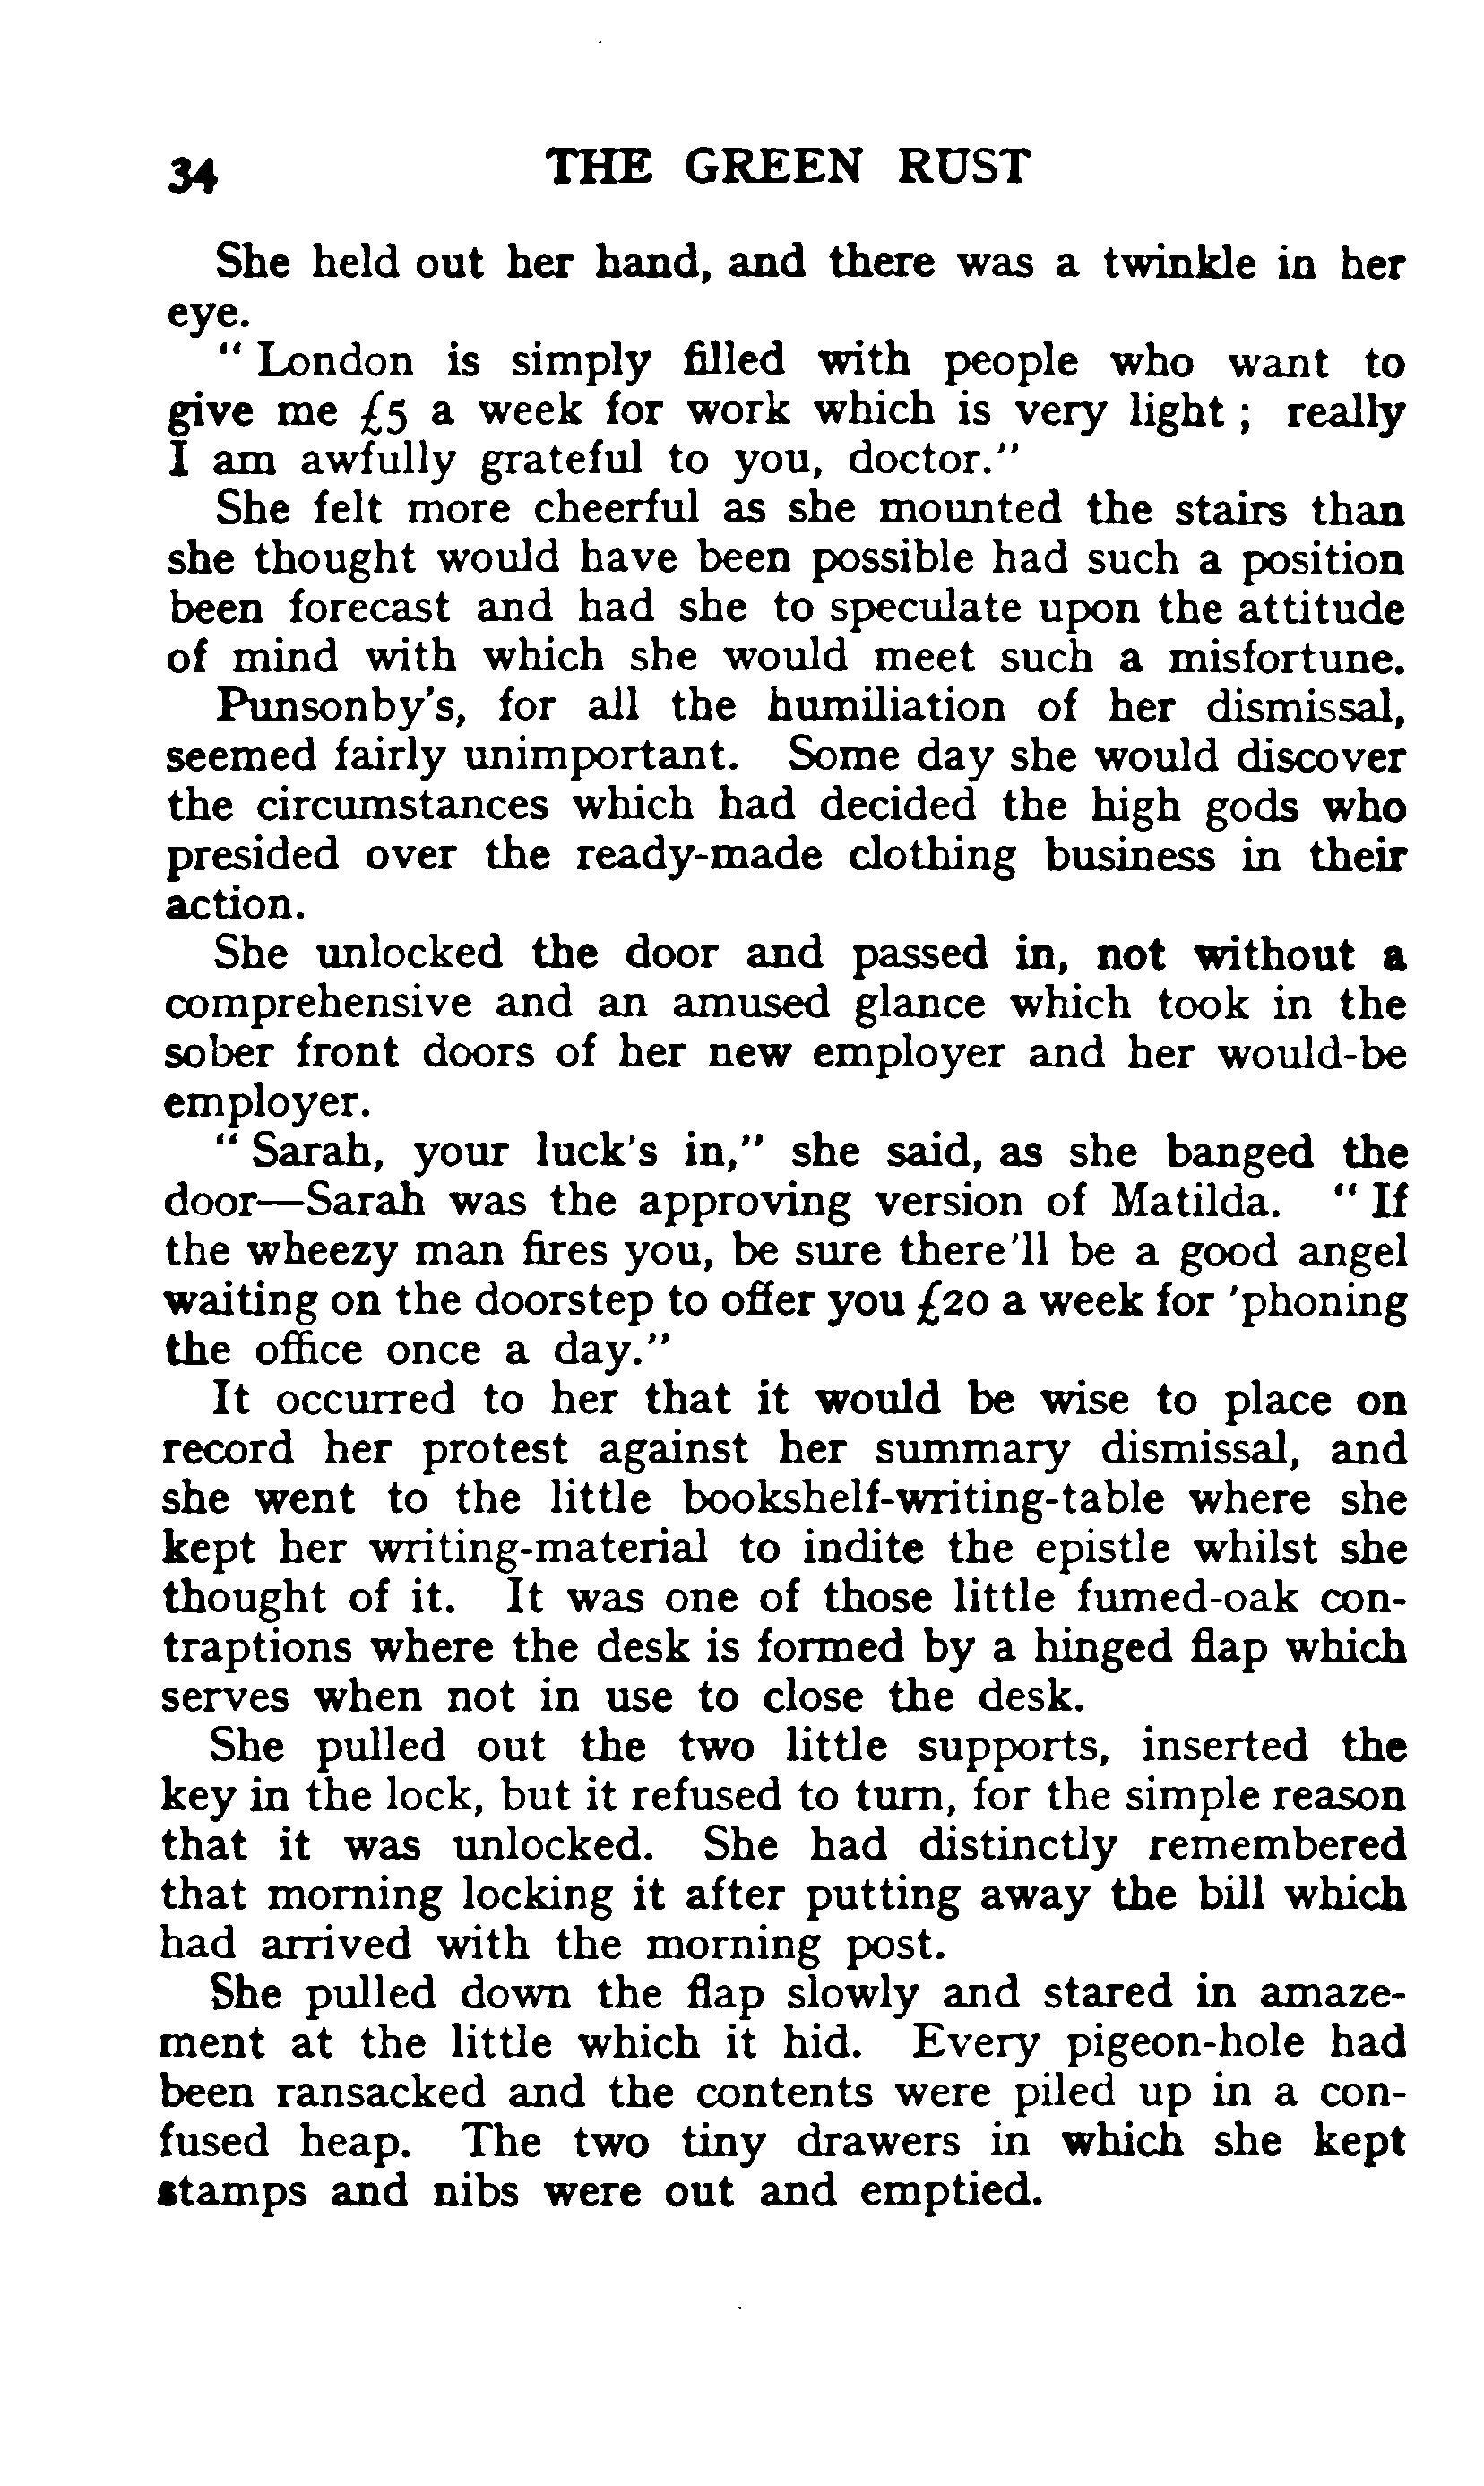 34 THE GREEN RUST
She held out her hand, and there was a twinkle in her
eye.
" London is simply filled with people who want to
give me £5 a week for work which is very light ; really
I am awfully grateful to you, doctor."
She felt more cheerful as she mounted the stairs than
she thought would have been possible had such a position
been forecast and had she to speculate upon the attitude
of mind with which she would meet such a misfortune.
Punsonby's, for all the humiliation of her dismissal,
seemed fairly unimportant. Some day she would discover
the circumstances which had decided the high gods who
presided over the ready-made clothing business in their
action.
She unlocked the door and passed in, not without a
comprehensive and an amused glance which took in the
sober front doors of her new employer and her would-be
employer.
" Sarah, your luck's in," she said, as she banged the
door—Sarah was the approving version of Matilda. " If
the wheezy man fires you, be sure there'll be a good angel
waiting on the doorstep to offer you £20 a week for 'phoning
the office once a day."
It occurred to her that it would be wise to place on
record her protest against her summary dismissal, and
she went to the little bookshelf-writing-table where she
kept her writing-material to indite the epistle whilst she
thought of it. It was one of those little fumed-oak con-
traptions where the desk is formed by a hinged flap which
serves when not in use to close the desk.
She pulled out the two little supports, inserted the
key in the lock, but it refused to turn, for the simple reason
that it was unlocked. She had distinctly remembered
that morning locking it after putting away the bill which
had arrived with the morning post.
She pulled down the flap slowly and stared in amaze-
ment at the little which it hid. Every pigeon-hole had
been ransacked and the contents were piled up in a con-
fused heap. The two tiny drawers in which she kept
stamps and nibs were out and emptied.